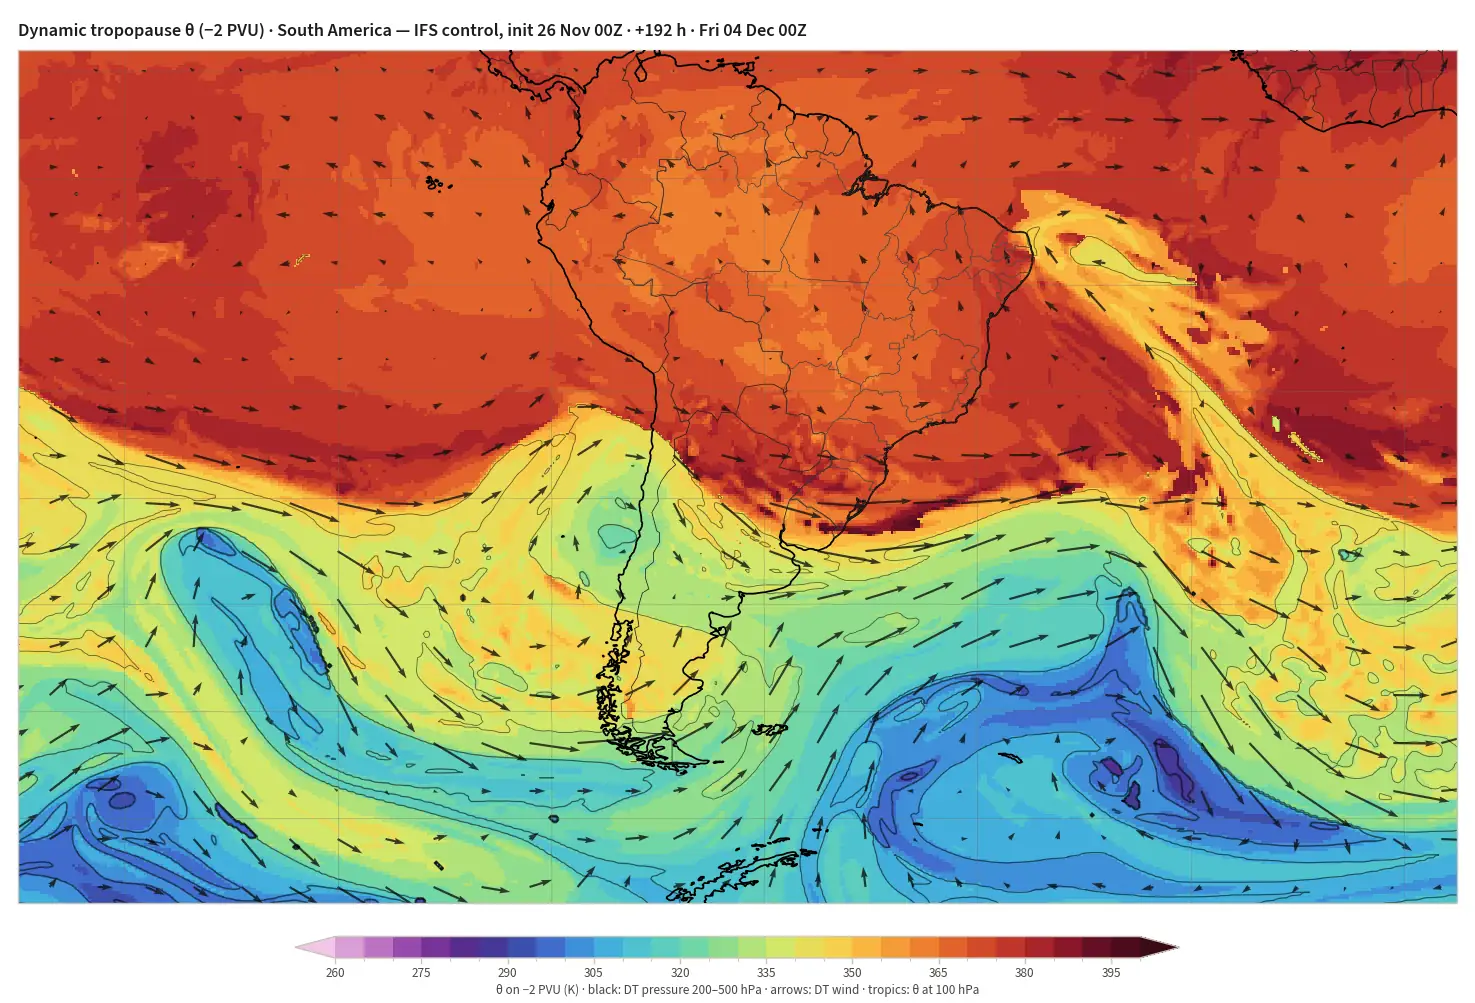 Dynamic tropopause θ (−2 PVU) · South America — IFS control, init 26 Nov 00Z · +192 h · Fri 04 Dec 00Z
260 275 290 305 320 335 350 365 380 395
θ on −2 PVU (K) · black: DT pressure 200–500 hPa · arrows: DT wind · tropics: θ at 100 hPa